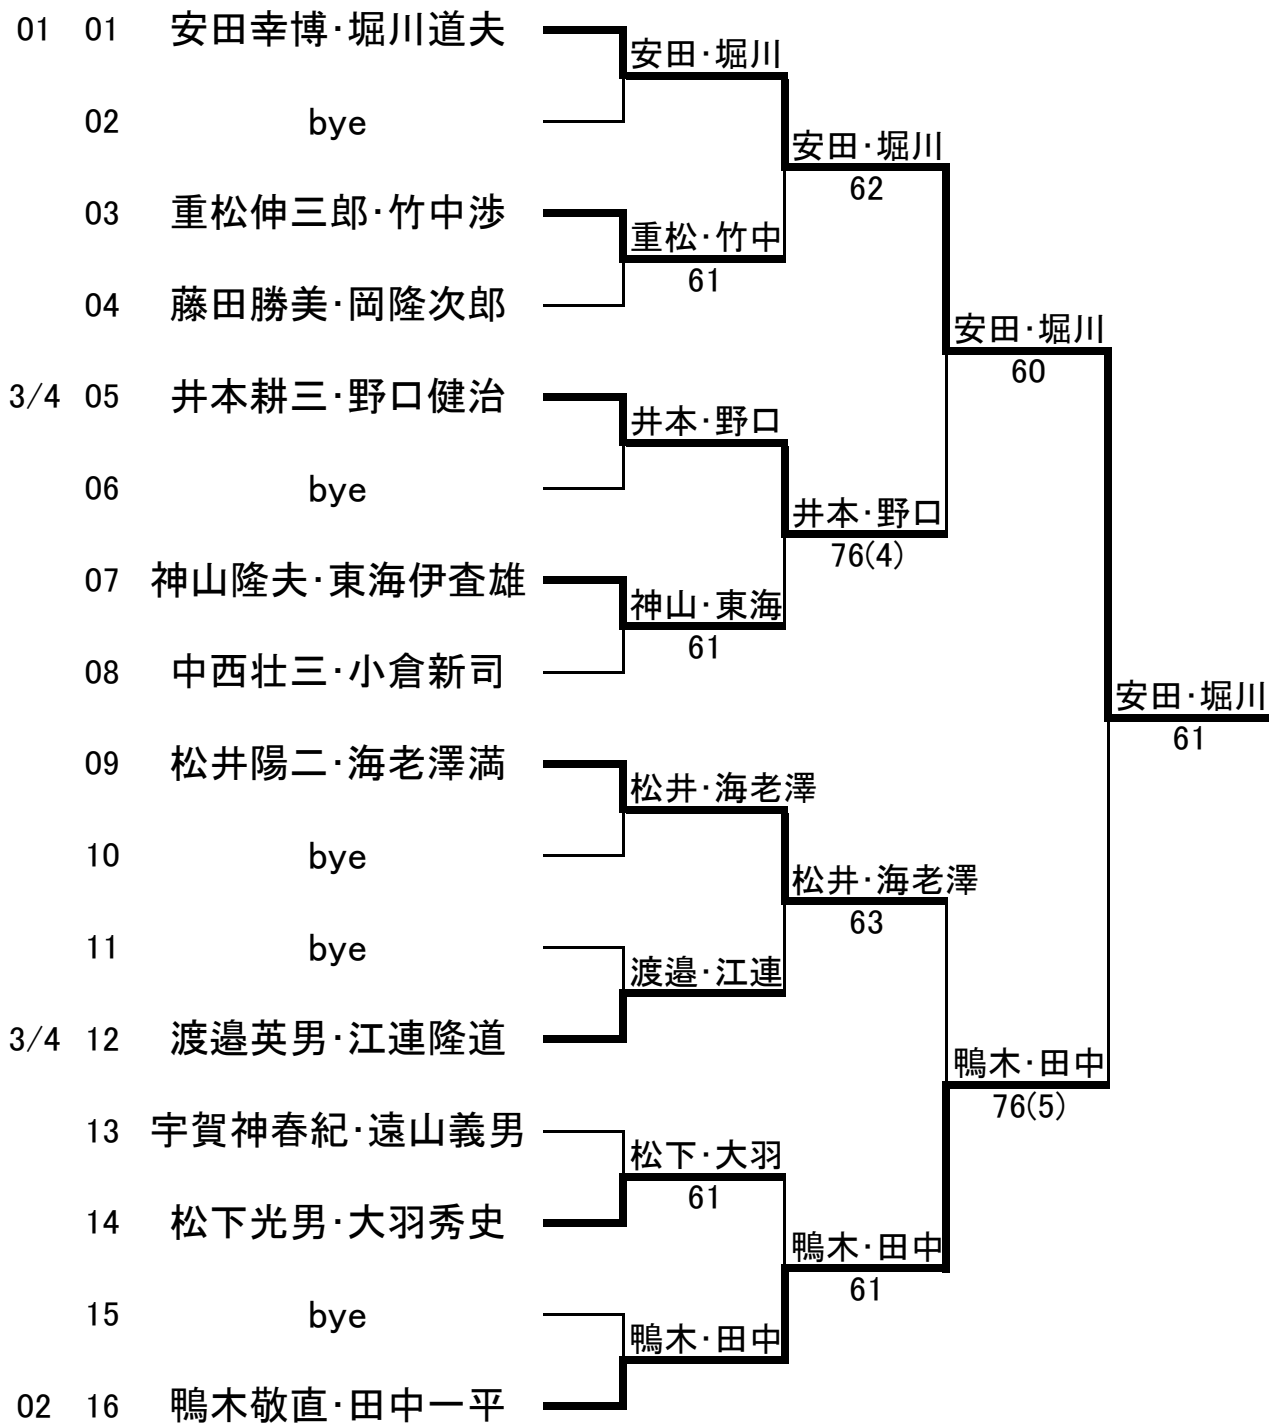 01 01 安田幸博・堀川道夫
安田・堀川
02 bye
安田・堀川
62
03 重松伸三郎・竹中渉
重松・竹中
61
04 藤田勝美・岡隆次郎
安田・堀川
60
3/4 05 井本耕三・野口健治
井本・野口
06 bye
井本・野口
76(4)
07 神山隆夫・東海伊査雄
神山・東海
61
08 中西壮三・小倉新司
安田・堀川
61
09 松井陽二・海老澤満
松井・海老澤
10 bye
松井・海老澤
63
11 bye
渡邉・江連
3/4 12 渡邉英男・江連隆道
鴨木・田中
76(5)
13 宇賀神春紀・遠山義男
松下・大羽
61
14 松下光男・大羽秀史
鴨木・田中
61
15 bye
鴨木・田中
02 16 鴨木敬直・田中一平